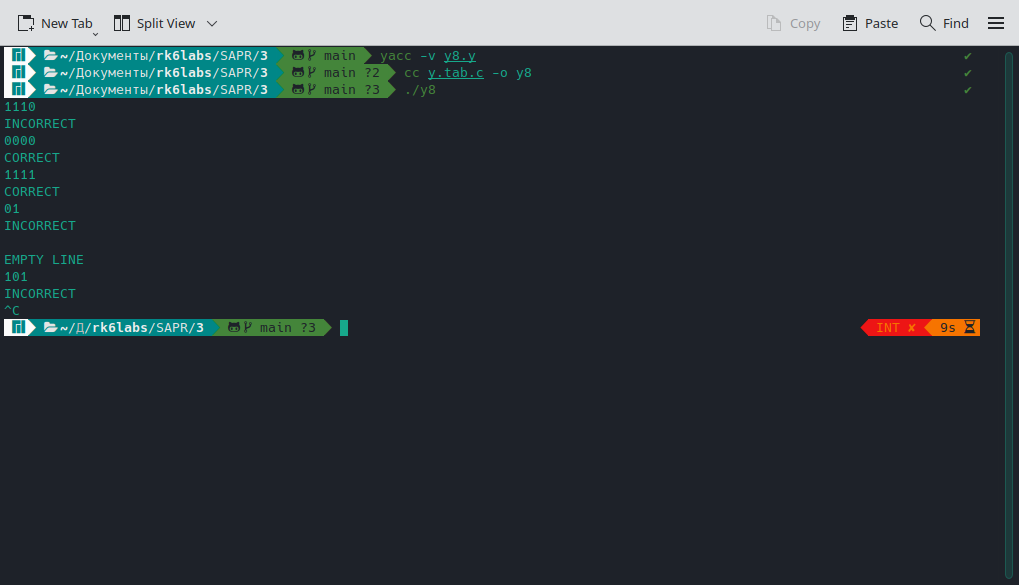 New Tab Split View Copy Paste Find
~/Документы/rk6labs/SAPR/3 main yacc -v y8.y ✔
~/Документы/rk6labs/SAPR/3 main ?2 cc y.tab.c -o y8 ✔
~/Документы/rk6labs/SAPR/3 main ?3 ./y8 ✔
1110
INCORRECT
0000
CORRECT
1111
CORRECT
01
INCORRECT
EMPTY LINE
101
INCORRECT
^C
~/Д/rk6labs/SAPR/3 main ?3 INT ✘ 9s